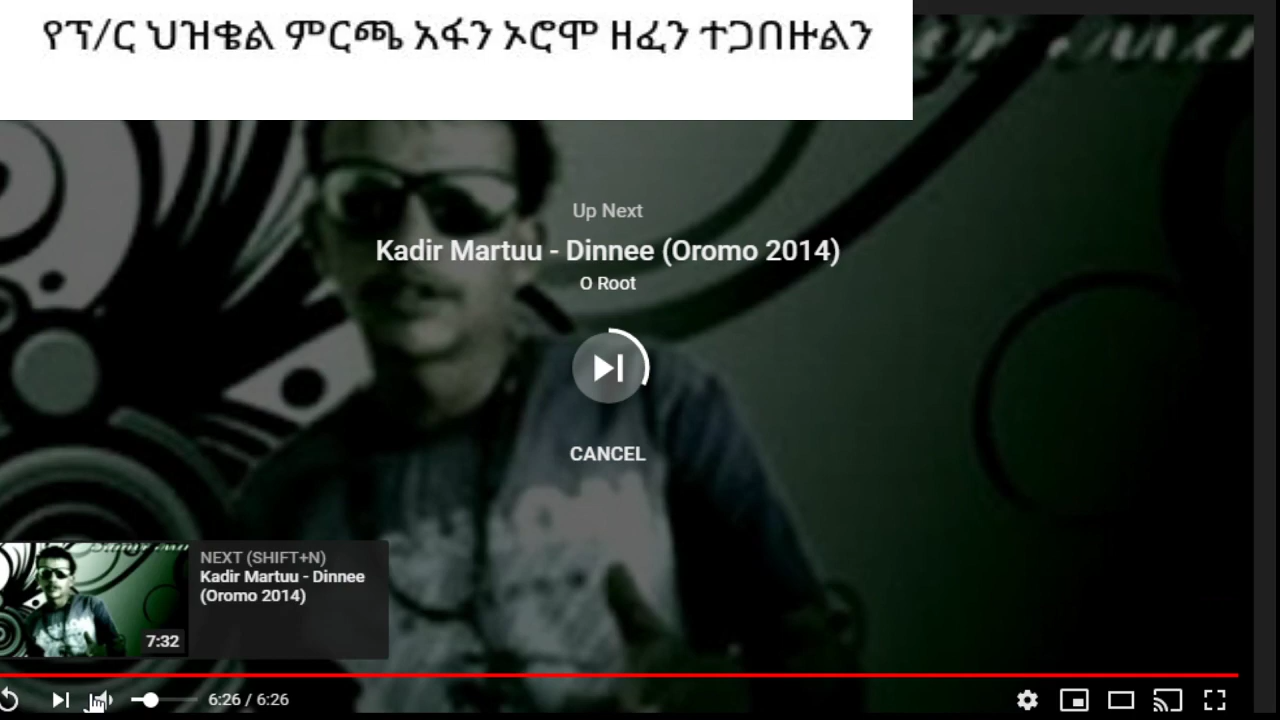 የፕ/ር ህዝቄል ምርጫ አፋን ኦሮሞ ዘፈን ተጋበዙልን
Up Next
Kadir Martuu - Dinnee (Oromo 2014)
O Root
CANCEL
NEXT (SHIFT+N)
Kadir Martuu - Dinnee
(Oromo 2014)
7:32
6:26 / 6:26